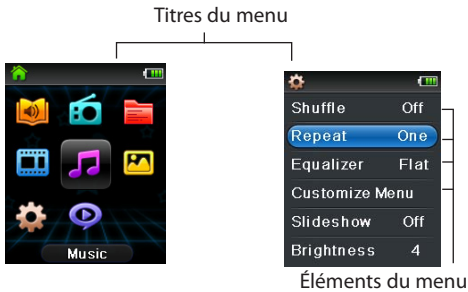 Titres du menu
Music
Shuffle Off
Repeat One
Equalizer Flat
Customize Menu
Slideshow Off
Brightness 4
Éléments du menu